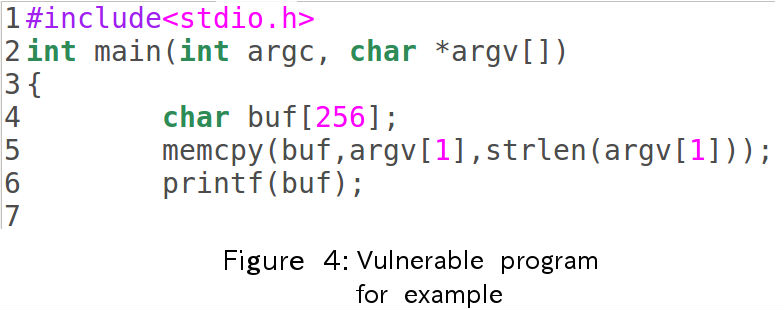 1 #include<stdio.h>
2 int main(int argc, char *argv[])
3 {
4         char buf[256];
5         memcpy(buf,argv[1],strlen(argv[1]));
6         printf(buf);
7
Figure 4: Vulnerable program
for example